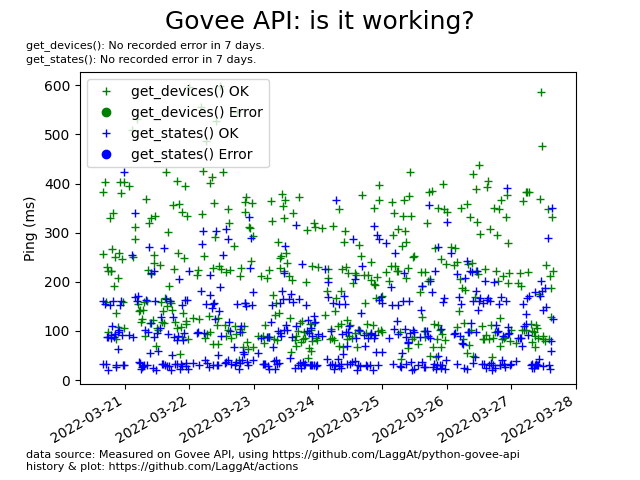 Govee API: is it working?
get_devices(): No recorded error in 7 days.
get_states(): No recorded error in 7 days.
get_devices() OK
get_devices() Error
get_states() OK
get_states() Error
Ping (ms)
600
500
400
300
200
100
0
2022-03-21
2022-03-22
2022-03-23
2022-03-24
2022-03-25
2022-03-26
2022-03-27
2022-03-28
data source: Measured on Govee API, using https://github.com/LaggAt/python-govee-api
history & plot: https://github.com/LaggAt/actions